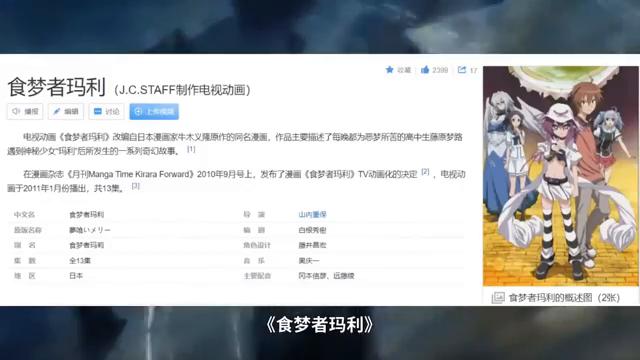 收藏 2399 17
食梦者玛利 (J.C.STAFF制作电视动画)
播报 编辑 讨论 上传视频
电视动画《食梦者玛利》改编自日本漫画家牛木义隆原作的同名漫画，作品主要描述了每晚都为恶梦所苦的高中生藤原梦路
遇到神秘少女“玛利”后所发生的一系列奇幻故事。 [1]
在漫画杂志《月刊Manga Time Kirara Forward》2010年9月号上，发布了漫画《食梦者玛利》TV动画化的决定 [2] ，电视动
画于2011年1月份播出，共13集。 [3]
中文名 食梦者玛利 导 演 山内重保
原版名称 夢喰いメリー 编 剧 白根秀樹
别 名 食梦者玛莉 角色设计 藤井昌宏
集 数 全13集 音 乐 奥庆一
地 区 日本 主要配音 冈本信彦、远藤绫
食梦者玛利的概述图（2张）
《食梦者玛利》